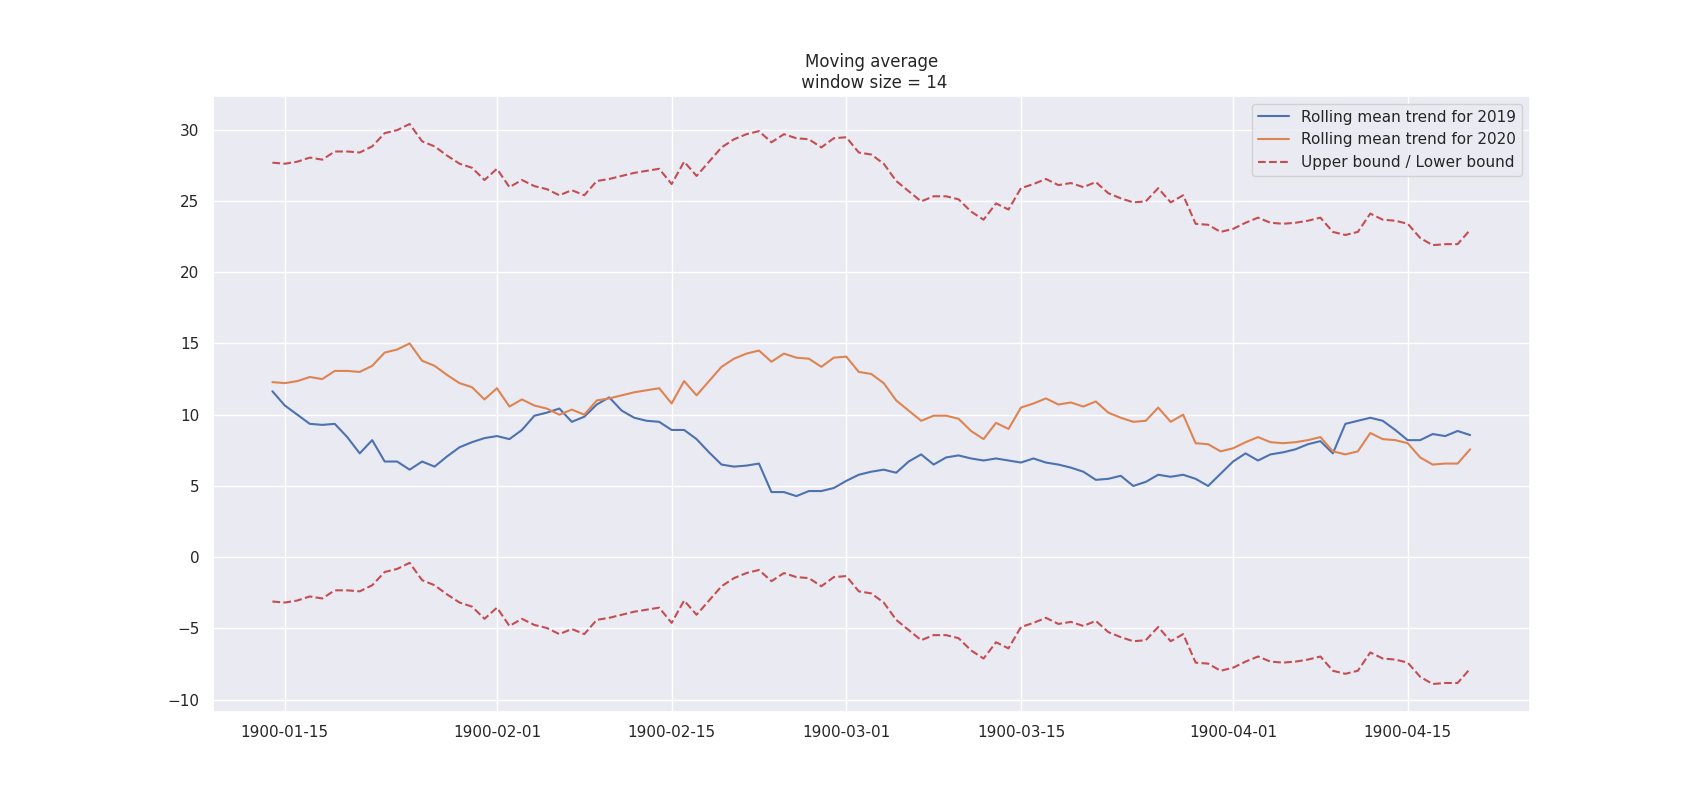 Moving average
window size = 14
Rolling mean trend for 2019
Rolling mean trend for 2020
Upper bound / Lower bound
30
25
20
15
10
5
0
−5
−10
1900-01-15 1900-02-01 1900-02-15 1900-03-01 1900-03-15 1900-04-01 1900-04-15